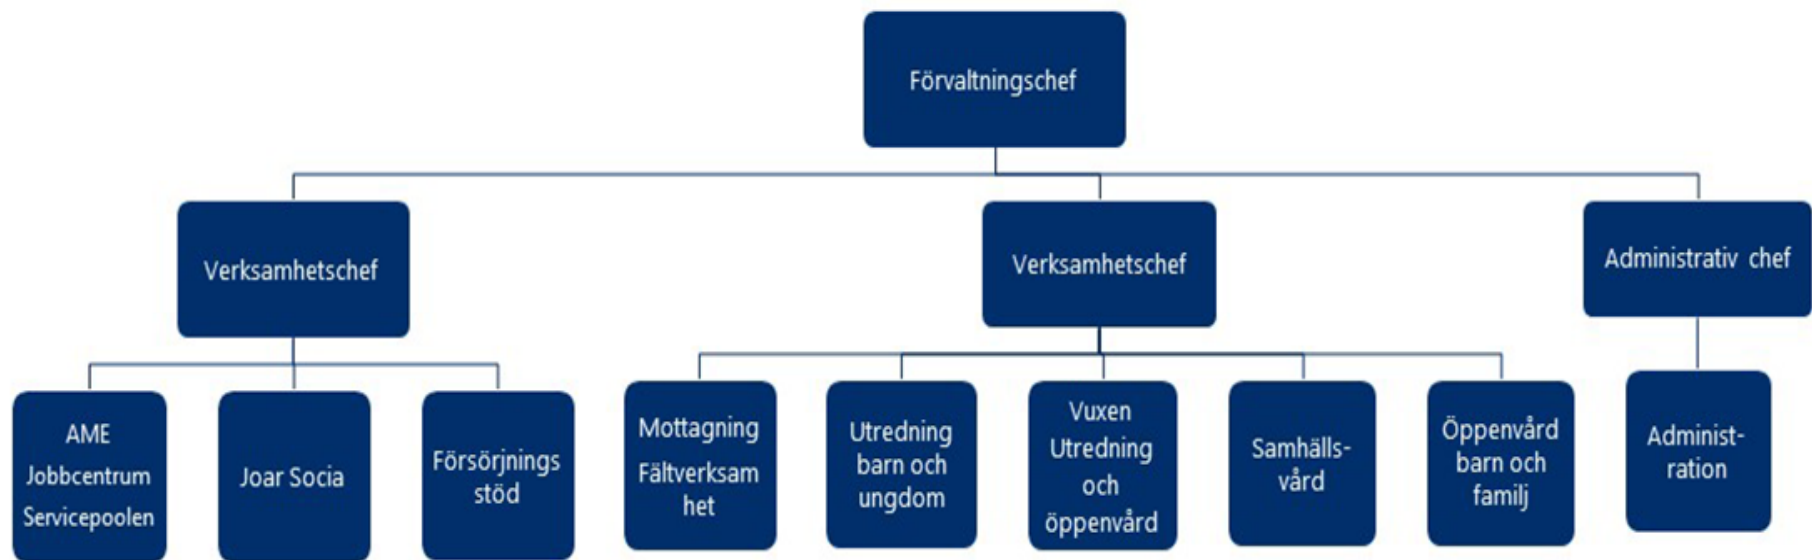 Förvaltningschef
Verksamhetschef
Verksamhetschef
Administrativ chef
AME
Jobbcentrum
Servicepoolen
Joar Socia
Försörjnings
stöd
Mottagning
Fältverksam
het
Utredning
barn och
ungdom
Vuxen
Utredning
och
öppenvård
Samhälls-
vård
Öppenvård
barn och
familj
Administ-
ration